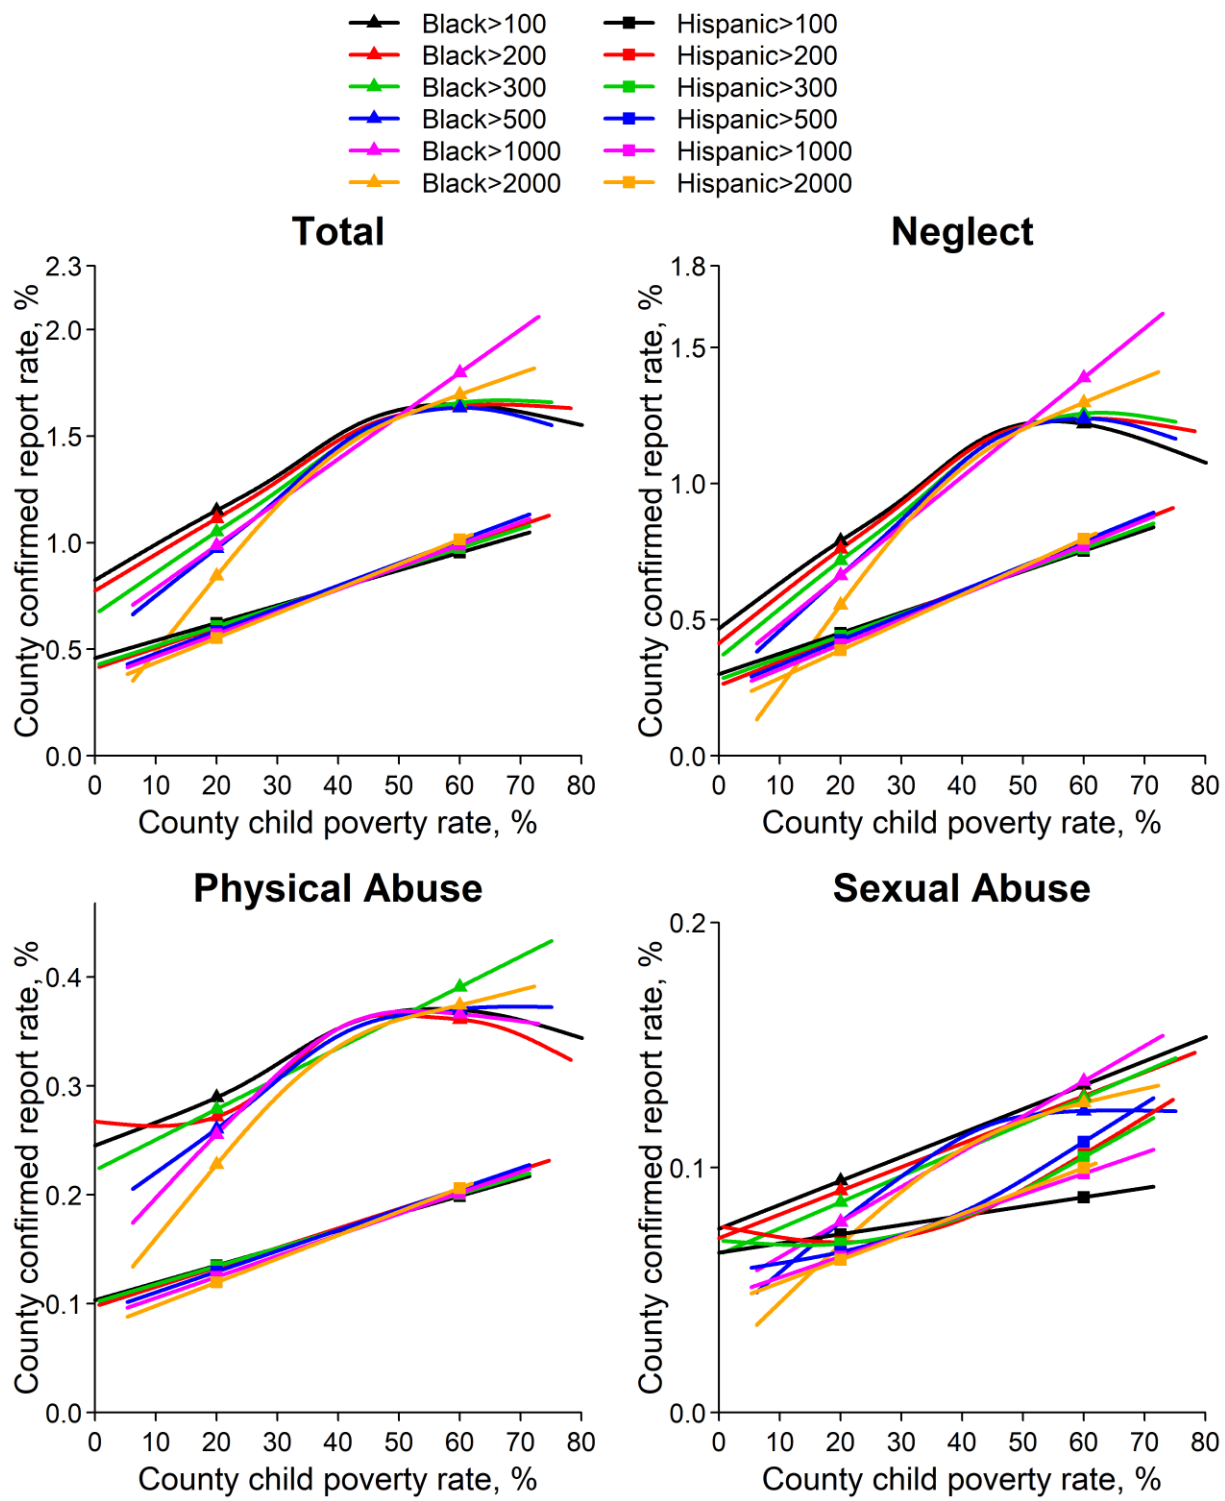 Black>100 Hispanic>100
Black>200 Hispanic>200
Black>300 Hispanic>300
Black>500 Hispanic>500
Black>1000 Hispanic>1000
Black>2000 Hispanic>2000
Total
County confirmed report rate, %
2.3
2.0
1.5
1.0
0.5
0.0
0 10 20 30 40 50 60 70 80
County child poverty rate, %
Neglect
County confirmed report rate, %
1.8
1.5
1.0
0.5
0.0
0 10 20 30 40 50 60 70 80
County child poverty rate, %
Physical Abuse
County confirmed report rate, %
0.4
0.3
0.2
0.1
0.0
0 10 20 30 40 50 60 70 80
County child poverty rate, %
Sexual Abuse
County confirmed report rate, %
0.2
0.1
0.0
0 10 20 30 40 50 60 70 80
County child poverty rate, %